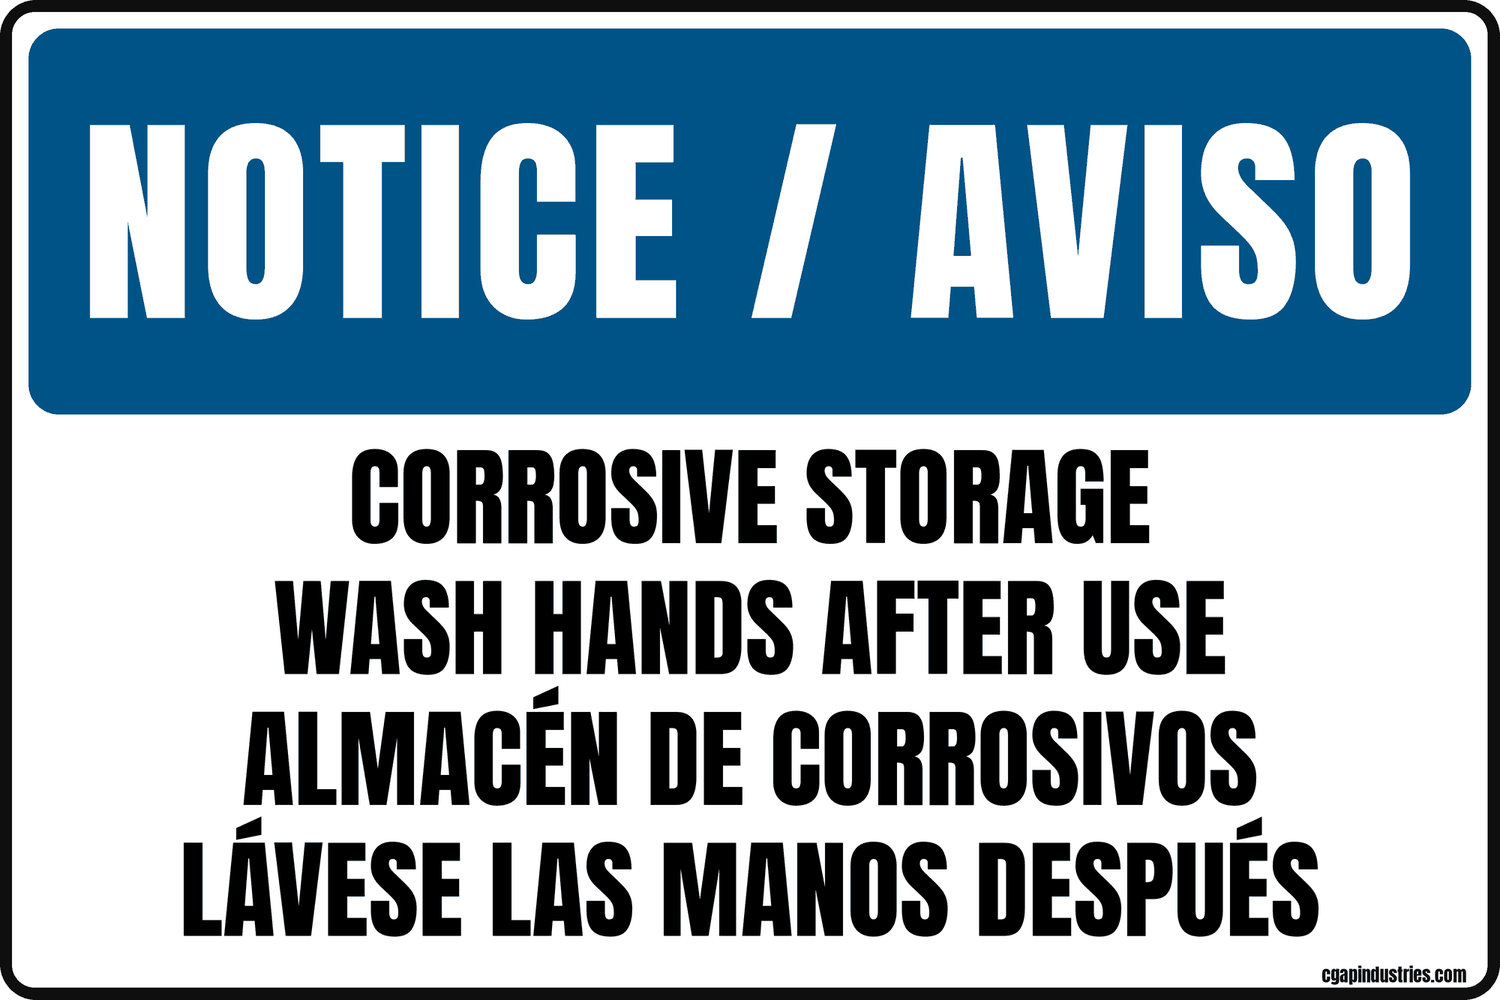 NOTICE / AVISO
CORROSIVE STORAGE
WASH HANDS AFTER USE
ALMACÉN DE CORROSIVOS
LÁVESE LAS MANOS DESPUÉS
cgapindustries.com